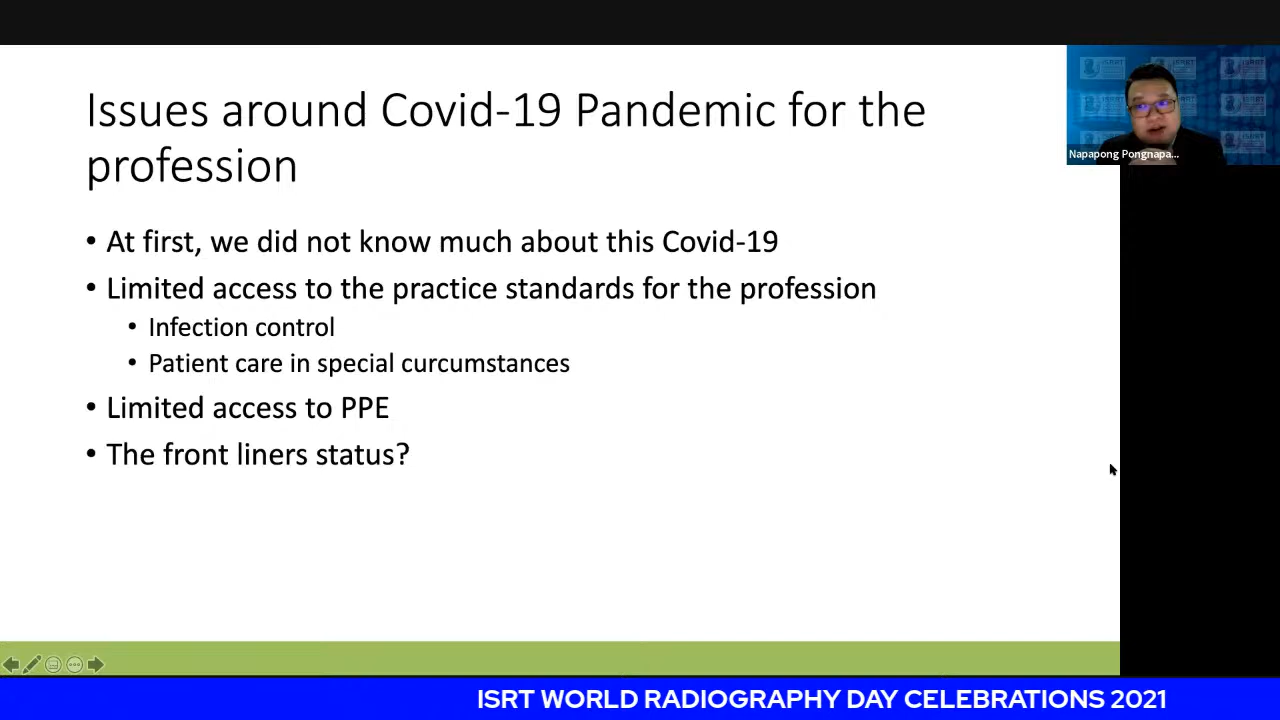 Issues around Covid-19 Pandemic for the
profession
• At first, we did not know much about this Covid-19
• Limited access to the practice standards for the profession
• Infection control
• Patient care in special curcumstances
• Limited access to PPE
• The front liners status?
Napapong Pongnapa...
ISRT WORLD RADIOGRAPHY DAY CELEBRATIONS 2021